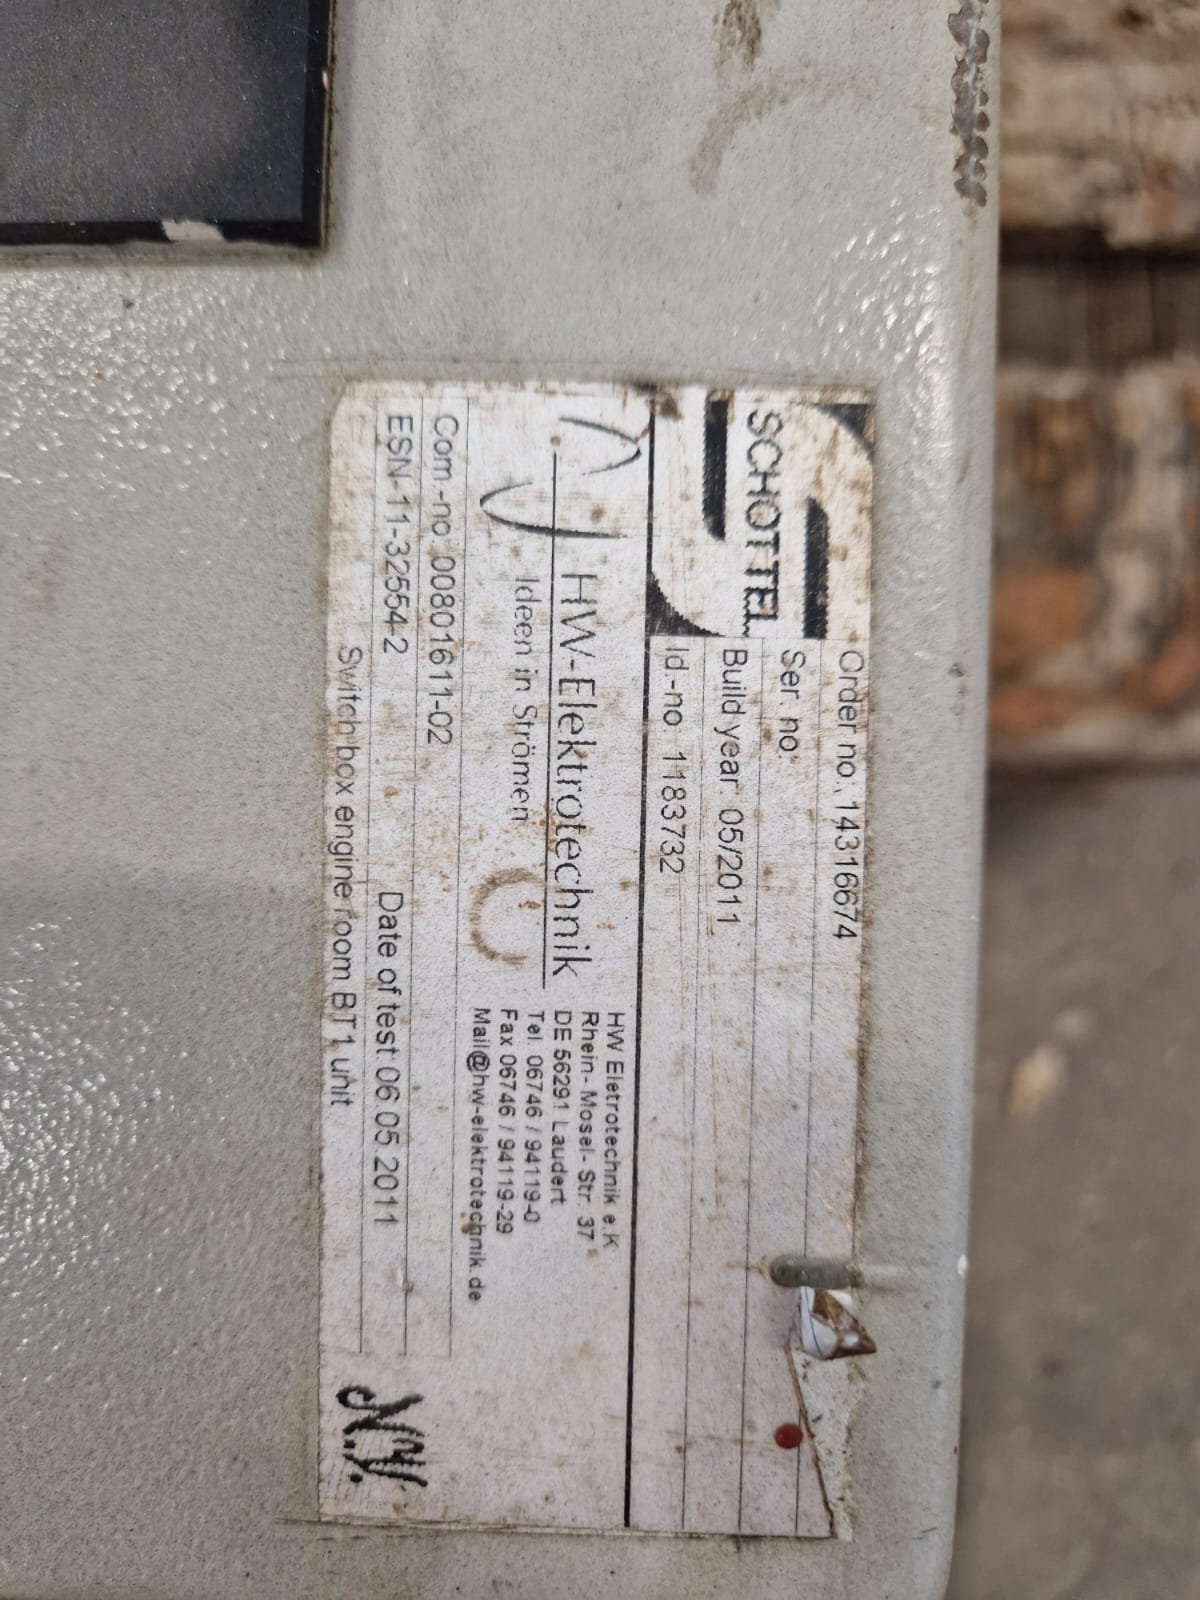 SCHOTTEL
Order no. 14316674
Ser. no:
Build year: 05/2011
Id.-no. 1183732
HW-Elektrotechnik
Ideen in Strömen
HW Eletrotechnik e.K
Rhein- Mosel- Str. 37
DE 56291 Laudert
Tel. 06746 / 94119-0
Fax 06746 / 94119-29
Mail@hw-elektrotechnik.de
Com.-no. 00801611-02
ESN-11-32554-2 Date of test 06.05.2011
Switch box engine room BT1 unit